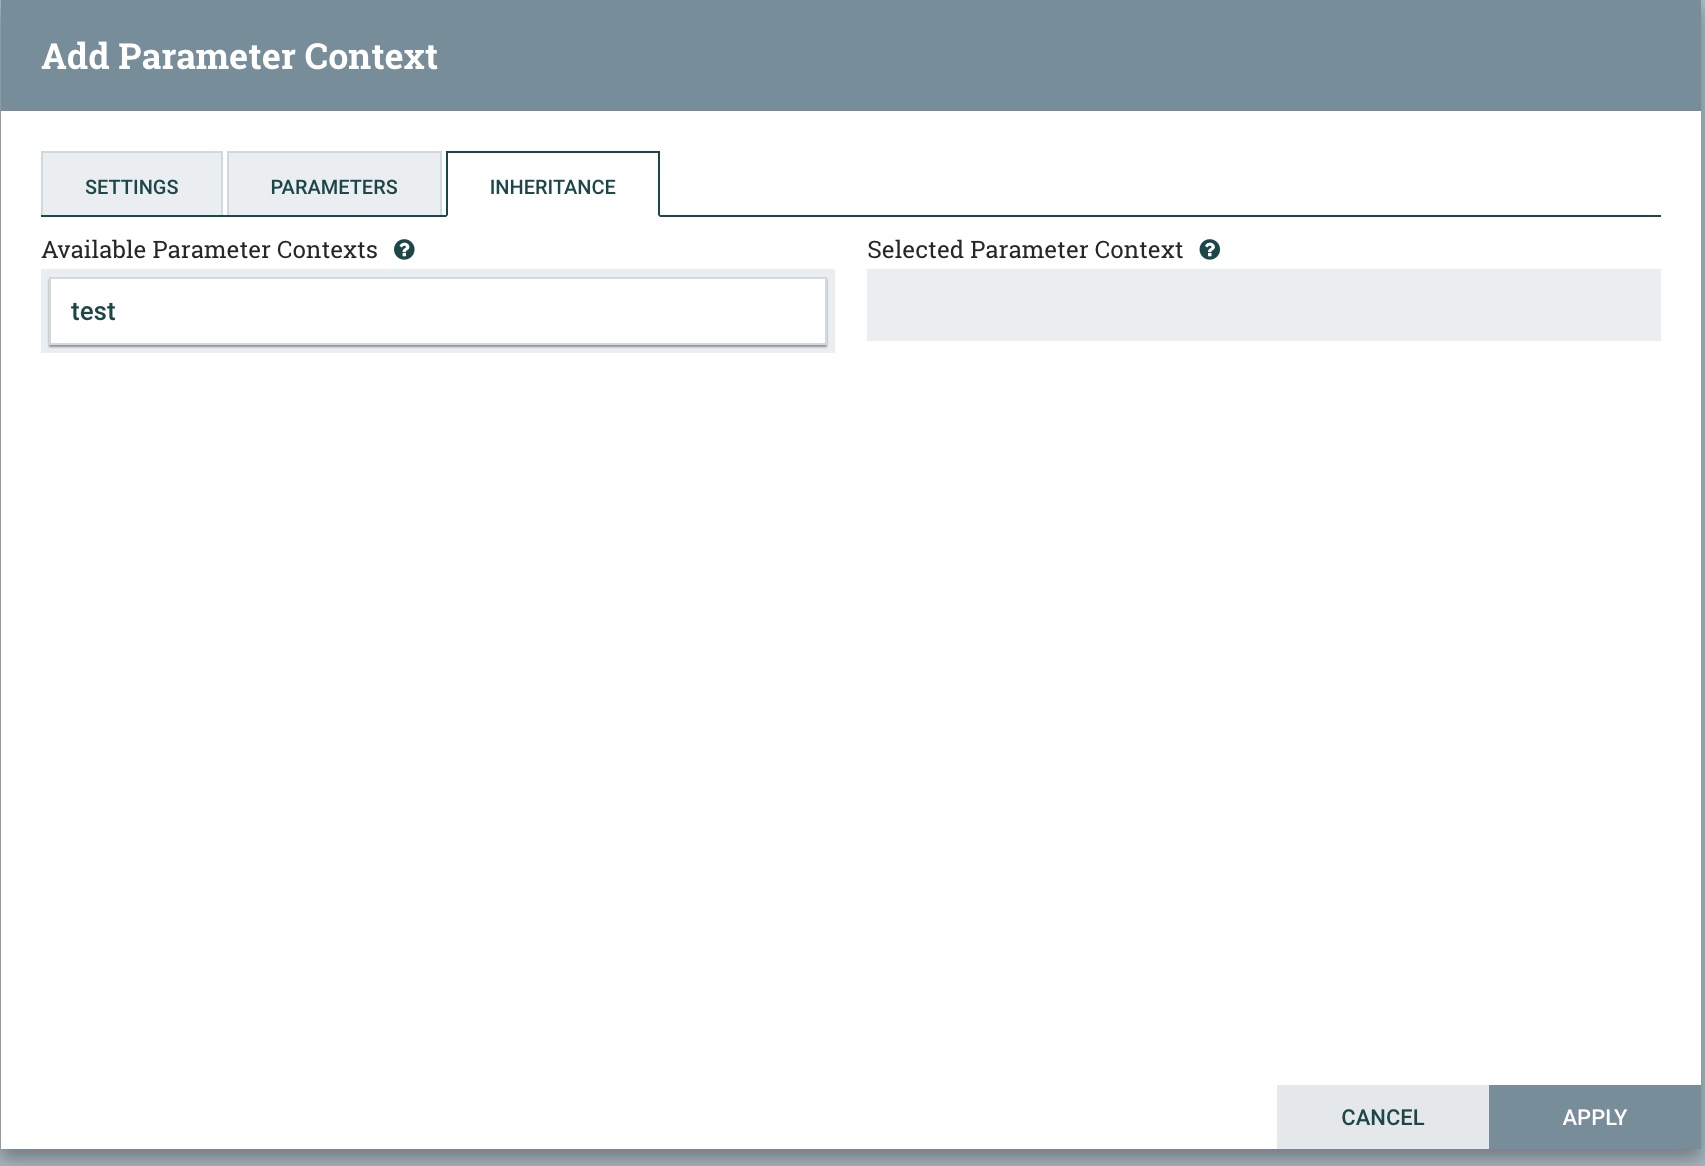 Add Parameter Context
SETTINGS
PARAMETERS
INHERITANCE
Available Parameter Contexts ?
Selected Parameter Context ?
test
CANCEL
APPLY